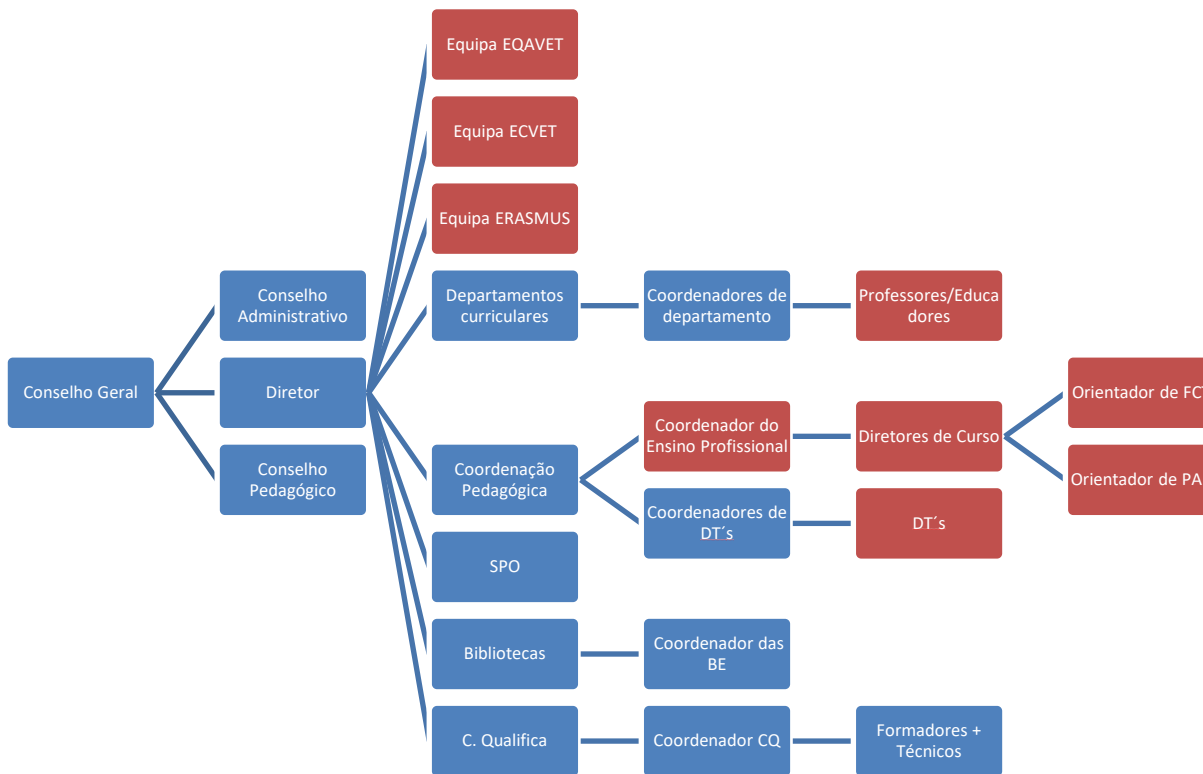 Equipa EQAVET
Equipa ECVET
Equipa ERASMUS
Conselho
Administrativo
Departamentos
curriculares
Coordenadores de
departamento
Professores/Educa
dores
Conselho Geral
Diretor
Coordenador do
Ensino Profissional
Diretores de Curso
Orientador de FC
Conselho
Pedagógico
Coordenação
Pedagógica
Orientador de PA
Coordenadores de
DT´s
DT´s
SPO
Bibliotecas
Coordenador das
BE
C. Qualifica
Coordenador CQ
Formadores +
Técnicos